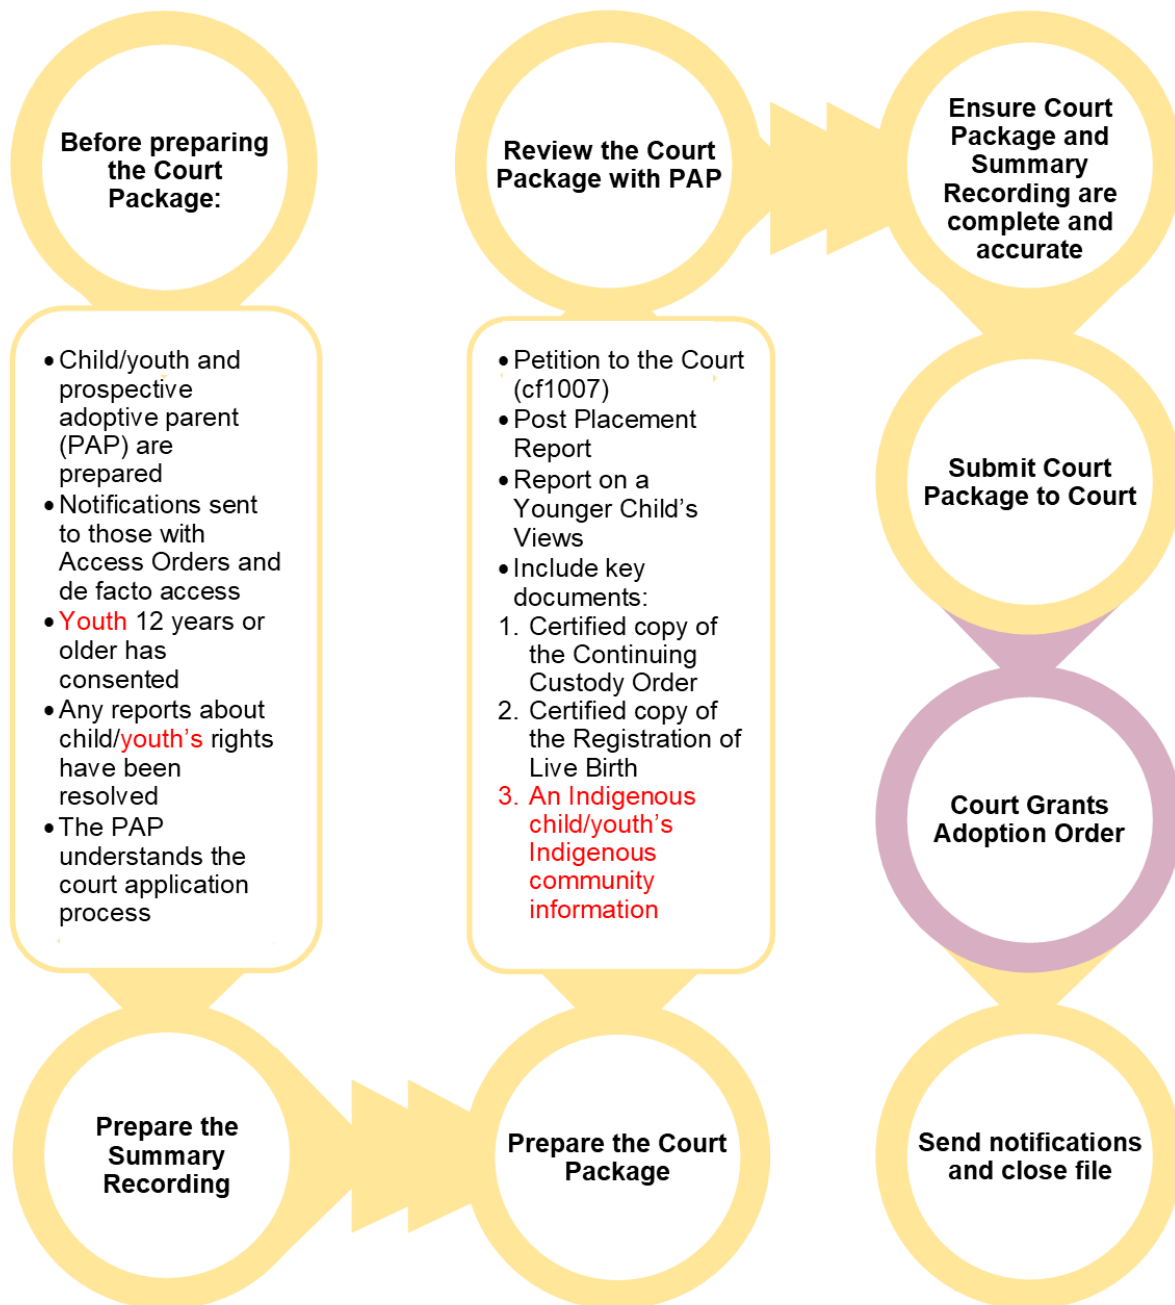 Before preparing
the Court
Package:
• Child/youth and
prospective
adoptive parent
(PAP) are
prepared
• Notifications sent
to those with
Access Orders and
de facto access
• Youth 12 years or
older has
consented
• Any reports about
child/youth's rights
have been
resolved
• The PAP
understands the
court application
process
Prepare the
Summary
Recording
Prepare the Court
Package
• Petition to the Court
(cf1007)
• Post Placement
Report
• Report on a
Younger Child's
Views
• Include key
documents:
1. Certified copy of
the Continuing
Custody Order
2. Certified copy of
the Registration of
Live Birth
3. An Indigenous
child/youth's
Indigenous
community
information
Review the Court
Package with PAP
Ensure Court
Package and
Summary
Recording are
complete and
accurate
Submit Court
Package to Court
Court Grants
Adoption Order
Send notifications
and close file